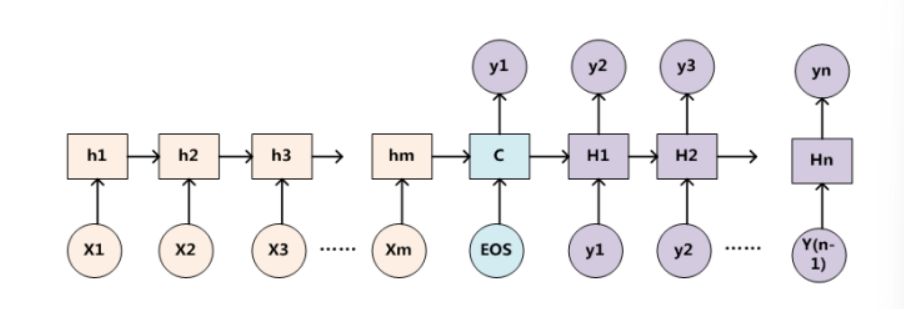 y1 y2 y3 yn
h1 h2 h3 hm C H1 H2 Hn
X1 X2 X3 ...... Xm EOS y1 y2 ...... Y(n-
1)